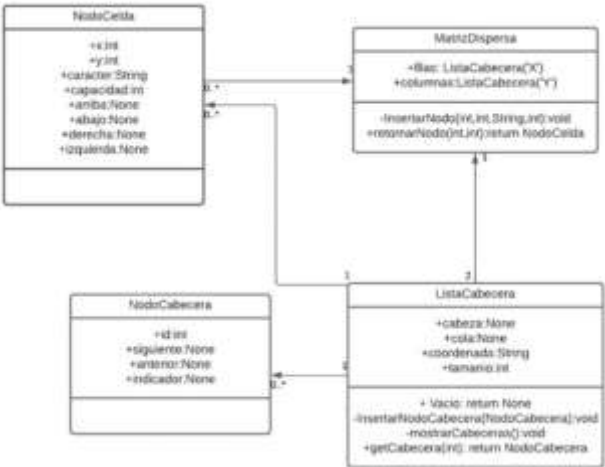 NodoCelda
+x:int
+y:int
+caracter:String
+capacidad:int
+arriba:None
+abajo:None
+derecha:None
+izquierda:None
MatrizDispersa
+filas: ListaCabecera('X')
+columnas:ListaCabecera('Y')
-InsertarNodo(int,int,String,int):void
+retornarNodo(int,int):return NodoCelda
0..*
0..*
1
2
1
NodoCabecera
+id:int
+siguiente:None
+anterior:None
+indicador:None
0..*
ListaCabecera
+cabeza:None
+cola:None
+coordenada:String
+tamanio:int
+ Vacio: return None
-InsertarNodoCabecera(NodoCabecera):void
-mostrarCabeceras():void
+getCabecera(int): return NodoCabecera